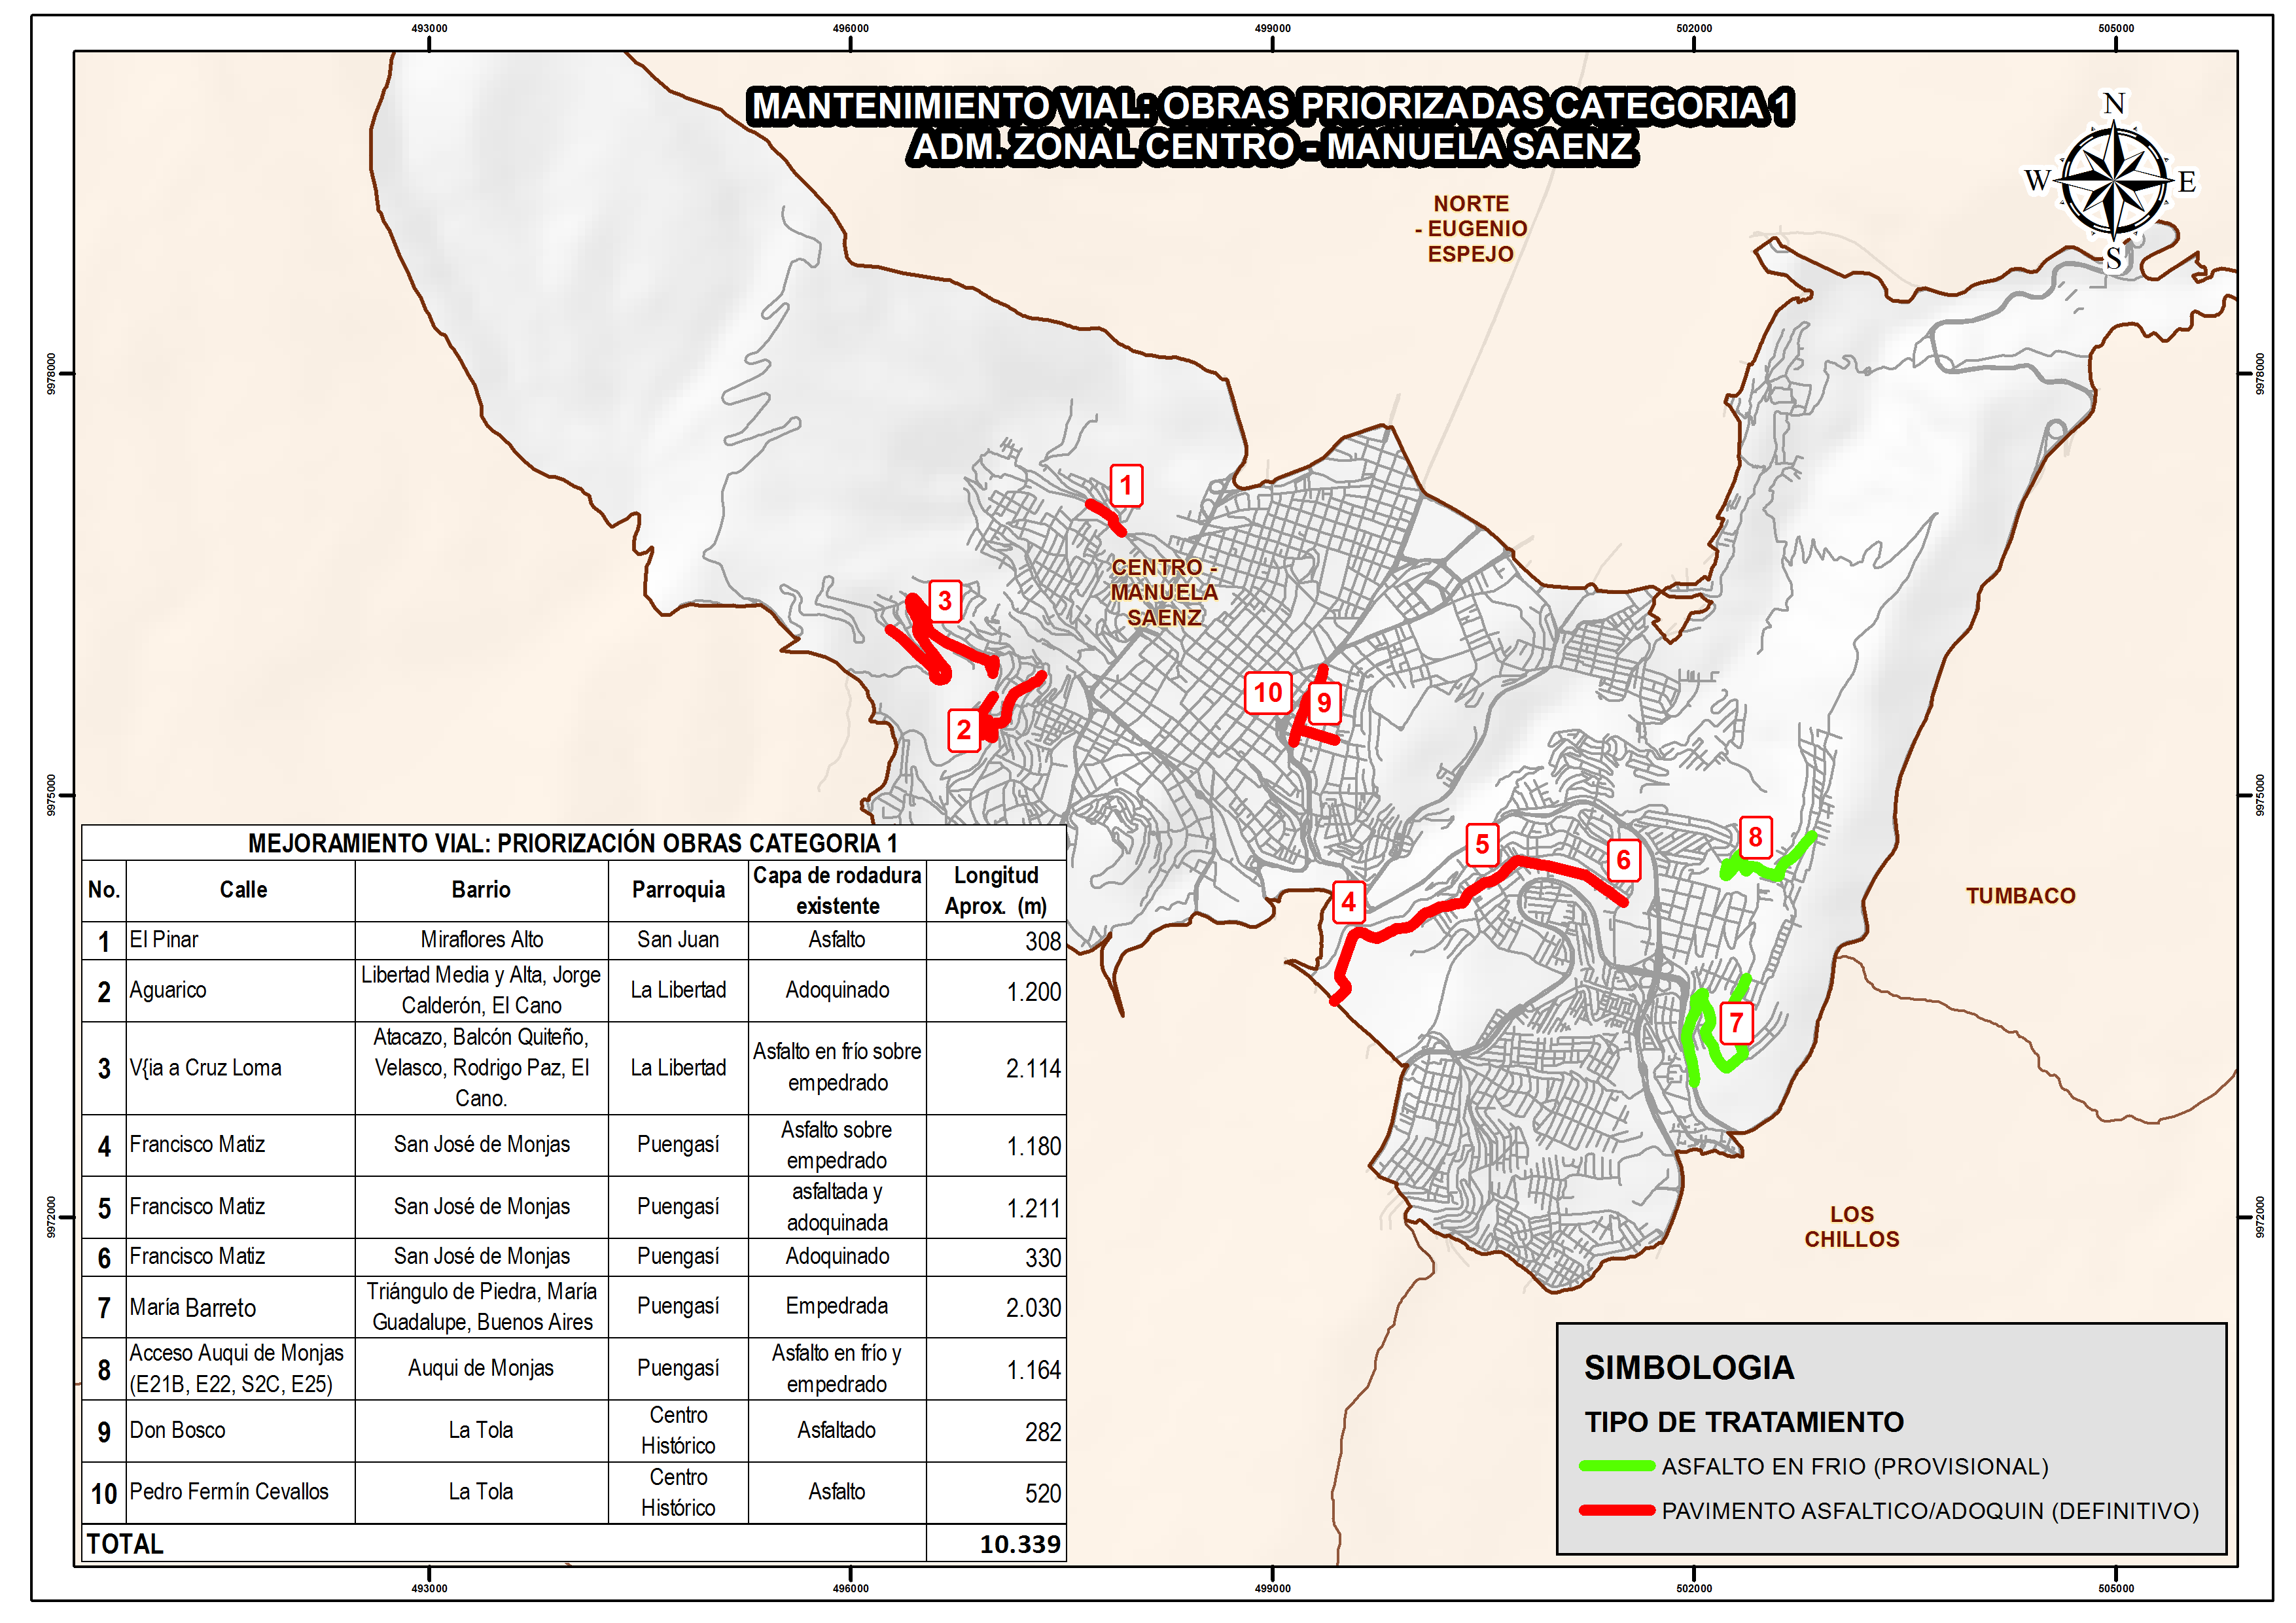 493000
496000
499000
502000
505000
MANTENIMIENTO VIAL: OBRAS PRIORIZADAS CATEGORIA 1
ADM. ZONAL CENTRO - MANUELA SAENZ
N
W
E
S
NORTE
- EUGENIO
ESPEJO
9978000
9978000
1
CENTRO -
MANUELA
SAENZ
3
2
10
9
9975000
9975000
5
8
6
4
TUMBACO
7
LOS
CHILLOS
9972000
9972000
MEJORAMIENTO VIAL: PRIORIZACIÓN OBRAS CATEGORIA 1
No. Calle Barrio Parroquia Capa de rodadura existente Longitud Aprox. (m)
1 El Pinar Miraflores Alto San Juan Asfalto 308
2 Aguarico Libertad Media y Alta, Jorge Calderón, El Cano La Libertad Adoquinado 1.200
3 V{ia a Cruz Loma Atacazo, Balcón Quiteño, Velasco, Rodrigo Paz, El Cano. La Libertad Asfalto en frío sobre empedrado 2.114
4 Francisco Matiz San José de Monjas Puengasí Asfalto sobre empedrado 1.180
5 Francisco Matiz San José de Monjas Puengasí asfaltada y adoquinada 1.211
6 Francisco Matiz San José de Monjas Puengasí Adoquinado 330
7 María Barreto Triángulo de Piedra, María Guadalupe, Buenos Aires Puengasí Empedrada 2.030
8 Acceso Auqui de Monjas (E21B, E22, S2C, E25) Auqui de Monjas Puengasí Asfalto en frío y empedrado 1.164
9 Don Bosco La Tola Centro Histórico Asfaltado 282
10 Pedro Fermín Cevallos La Tola Centro Histórico Asfalto 520
TOTAL 10.339
SIMBOLOGIA
TIPO DE TRATAMIENTO
ASFALTO EN FRIO (PROVISIONAL)
PAVIMENTO ASFALTICO/ADOQUIN (DEFINITIVO)
493000
496000
499000
502000
505000